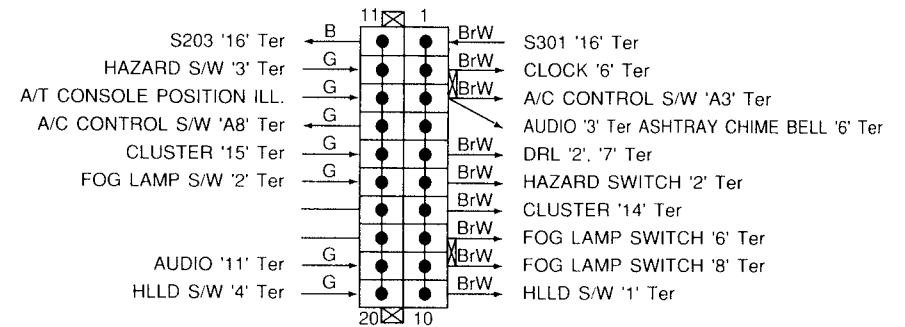 11 1
S203 '16' Ter B BrW S301 '16' Ter
HAZARD S/W '3' Ter G BrW CLOCK '6' Ter
A/T CONSOLE POSITION ILL. G BrW A/C CONTROL S/W 'A3' Ter
A/C CONTROL S/W 'A8' Ter G AUDIO '3' Ter ASHTRAY CHIME BELL '6' Ter
CLUSTER '15' Ter G BrW DRL '2', '7' Ter
FOG LAMP S/W '2' Ter G BrW HAZARD SWITCH '2' Ter
BrW CLUSTER '14' Ter
BrW FOG LAMP SWITCH '6' Ter
AUDIO '11' Ter G BrW FOG LAMP SWITCH '8' Ter
HLLD S/W '4' Ter G BrW HLLD S/W '1' Ter
20 10